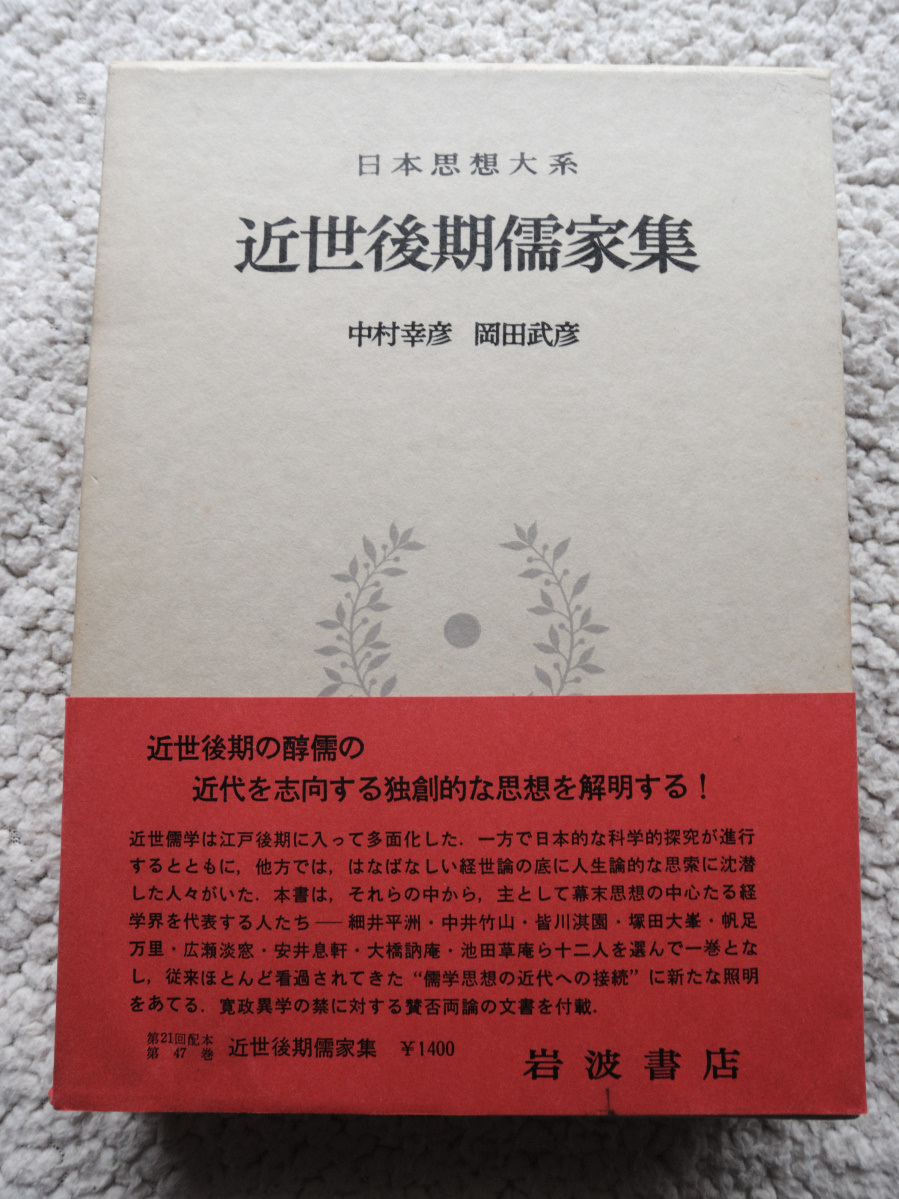 日本思想大系
近世後期儒家集
中村幸彦 岡田武彦
近世後期の醇儒の
近代を志向する独創的な思想を解明する！
近世儒学は江戸後期に入って多面化した．一方で日本的な科学的探究が進行
するとともに，他方では，はなばなしい経世論の底に人生論的な思索に沈潜
した人々がいた．本書は，それらの中から，主として幕末思想の中心たる経
学界を代表する人たち──細井平洲・中井竹山・皆川淇園・塚田大峯・帆足
万里・広瀬淡窓・安井息軒・大橋訥庵・池田草庵ら十二人を選んで一巻とな
し，従来ほとんど看過されてきた“儒学思想の近代への接続”に新たな照明
をあてる．寛政異学の禁に対する賛否両論の文書を付載．
第21回配本
第 47 巻 近世後期儒家集 ￥1400
岩波書店